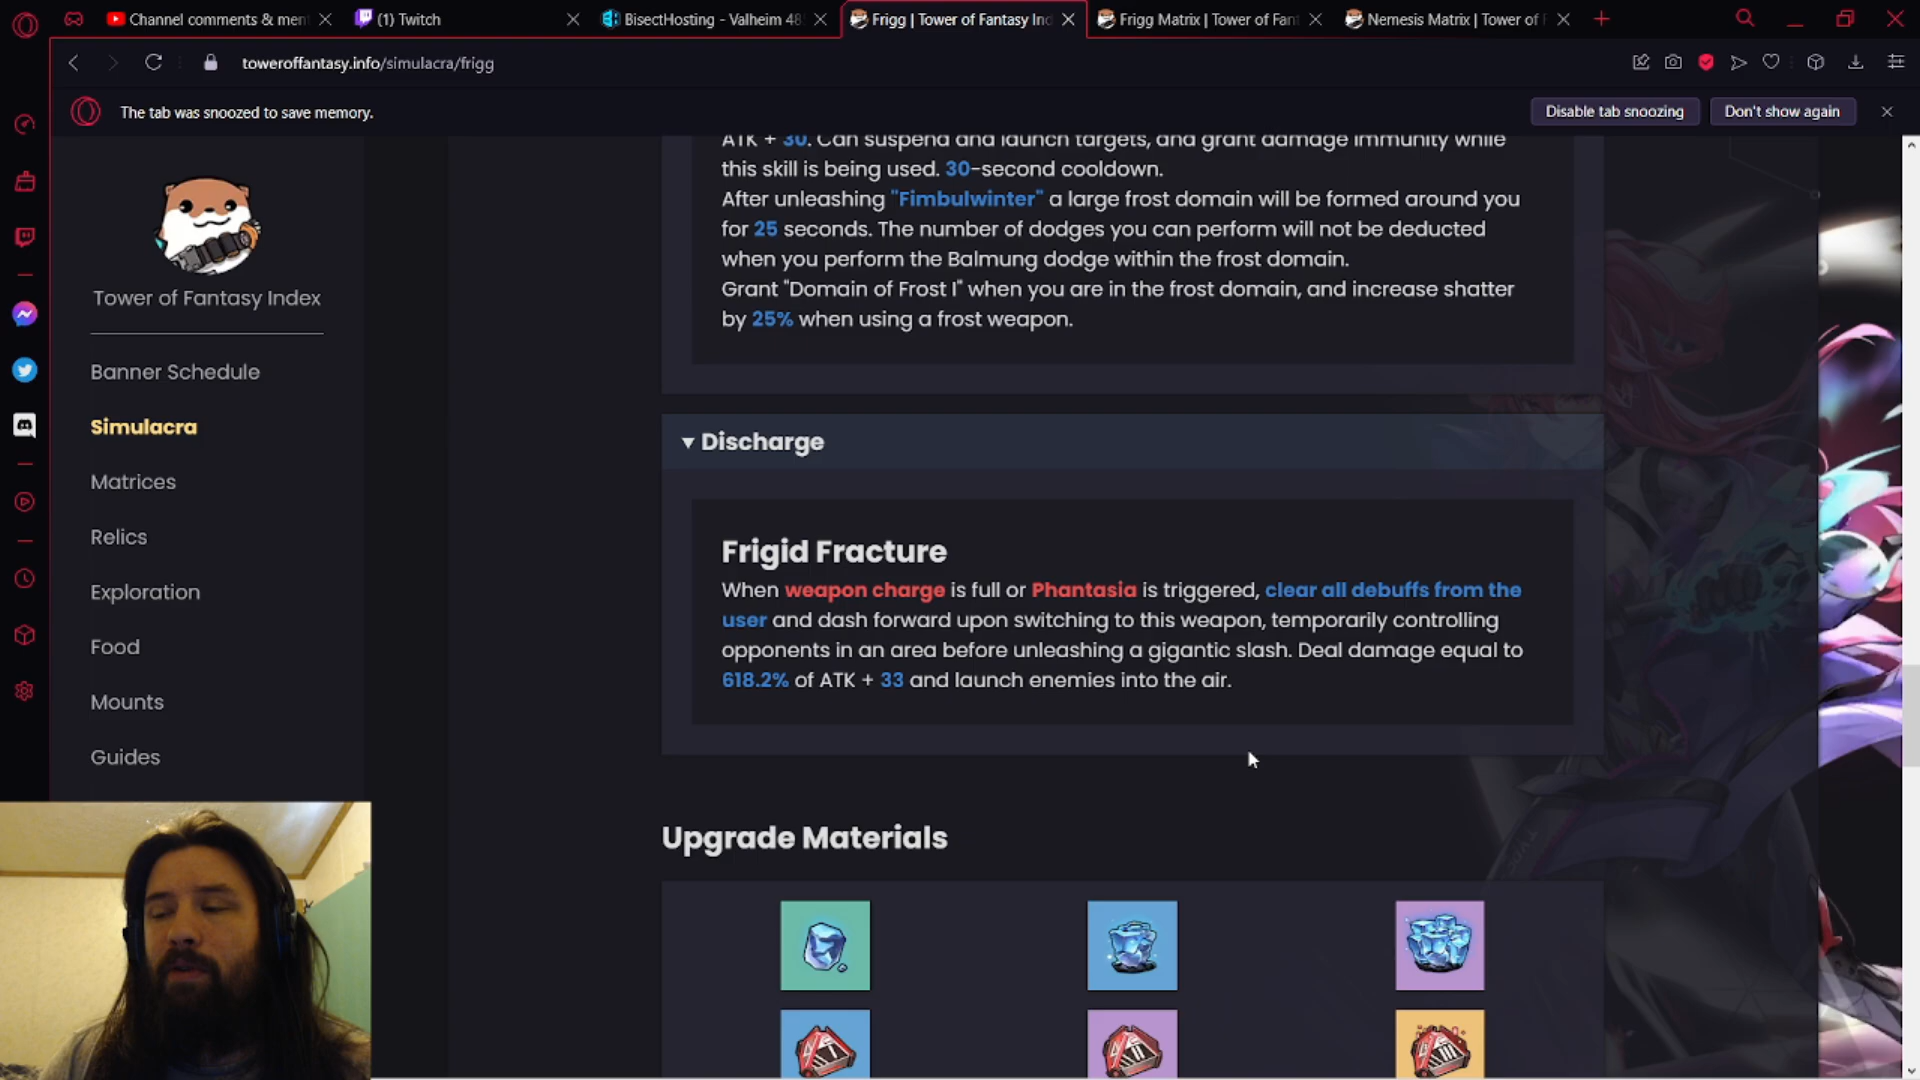 Channel comments & men
(1) Twitch
BisectHosting - Valheim 48
Frigg | Tower of Fantasy Ind
Frigg Matrix | Tower of Fant
Nemesis Matrix | Tower of F
toweroffantasy.info/simulacra/frigg
The tab was snoozed to save memory.
Disable tab snoozing
Don't show again
Tower of Fantasy Index
Banner Schedule
Simulacra
Matrices
Relics
Exploration
Food
Mounts
Guides
ATK + 30. Can suspend and launch targets, and grant damage immunity while
this skill is being used. 30-second cooldown.
After unleashing "Fimbulwinter" a large frost domain will be formed around you
for 25 seconds. The number of dodges you can perform will not be deducted
when you perform the Balmung dodge within the frost domain.
Grant "Domain of Frost I" when you are in the frost domain, and increase shatter
by 25% when using a frost weapon.
▼ Discharge
Frigid Fracture
When weapon charge is full or Phantasia is triggered, clear all debuffs from the
user and dash forward upon switching to this weapon, temporarily controlling
opponents in an area before unleashing a gigantic slash. Deal damage equal to
618.2% of ATK + 33 and launch enemies into the air.
Upgrade Materials